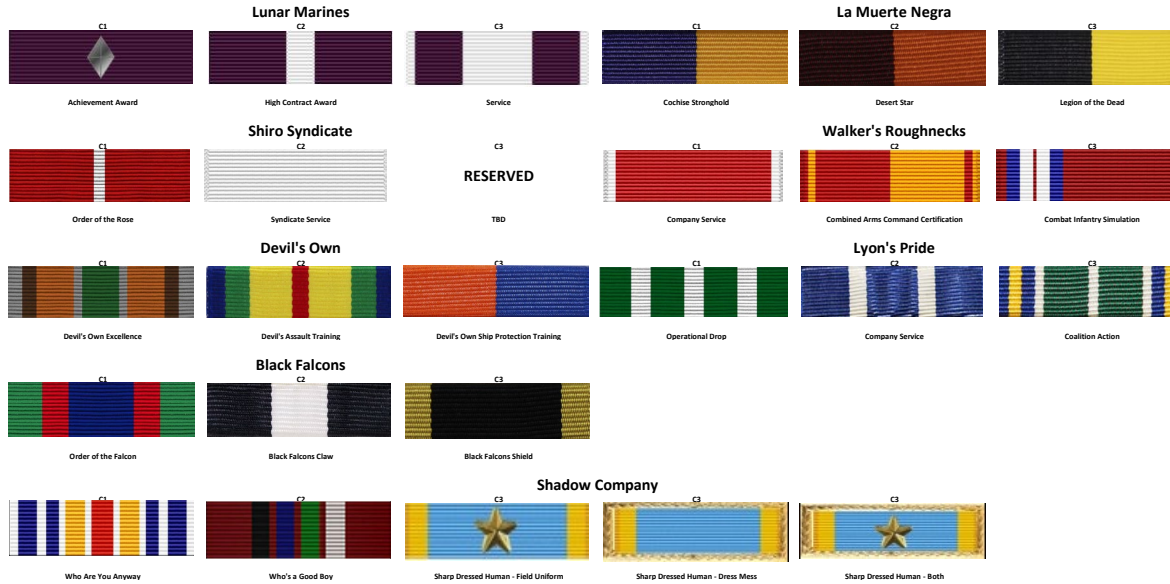 Lunar Marines
La Muerte Negra
C1
C2
C3
C1
C2
C3
Achievement Award
High Contract Award
Service
Cochise Stronghold
Desert Star
Legion of the Dead
Shiro Syndicate
Walker's Roughnecks
C1
C2
C3
C1
C2
C3
RESERVED
Order of the Rose
Syndicate Service
TBD
Company Service
Combined Arms Command Certification
Combat Infantry Simulation
Devil's Own
Lyon's Pride
C1
C2
C3
C1
C2
C3
Devil's Own Excellence
Devil's Assault Training
Devil's Own Ship Protection Training
Operational Drop
Company Service
Coalition Action
Black Falcons
C1
C2
C3
Order of the Falcon
Black Falcons Claw
Black Falcons Shield
Shadow Company
C1
C2
C3
C3
C3
Who Are You Anyway
Who's a Good Boy
Sharp Dressed Human - Field Uniform
Sharp Dressed Human - Dress Mess
Sharp Dressed Human - Both